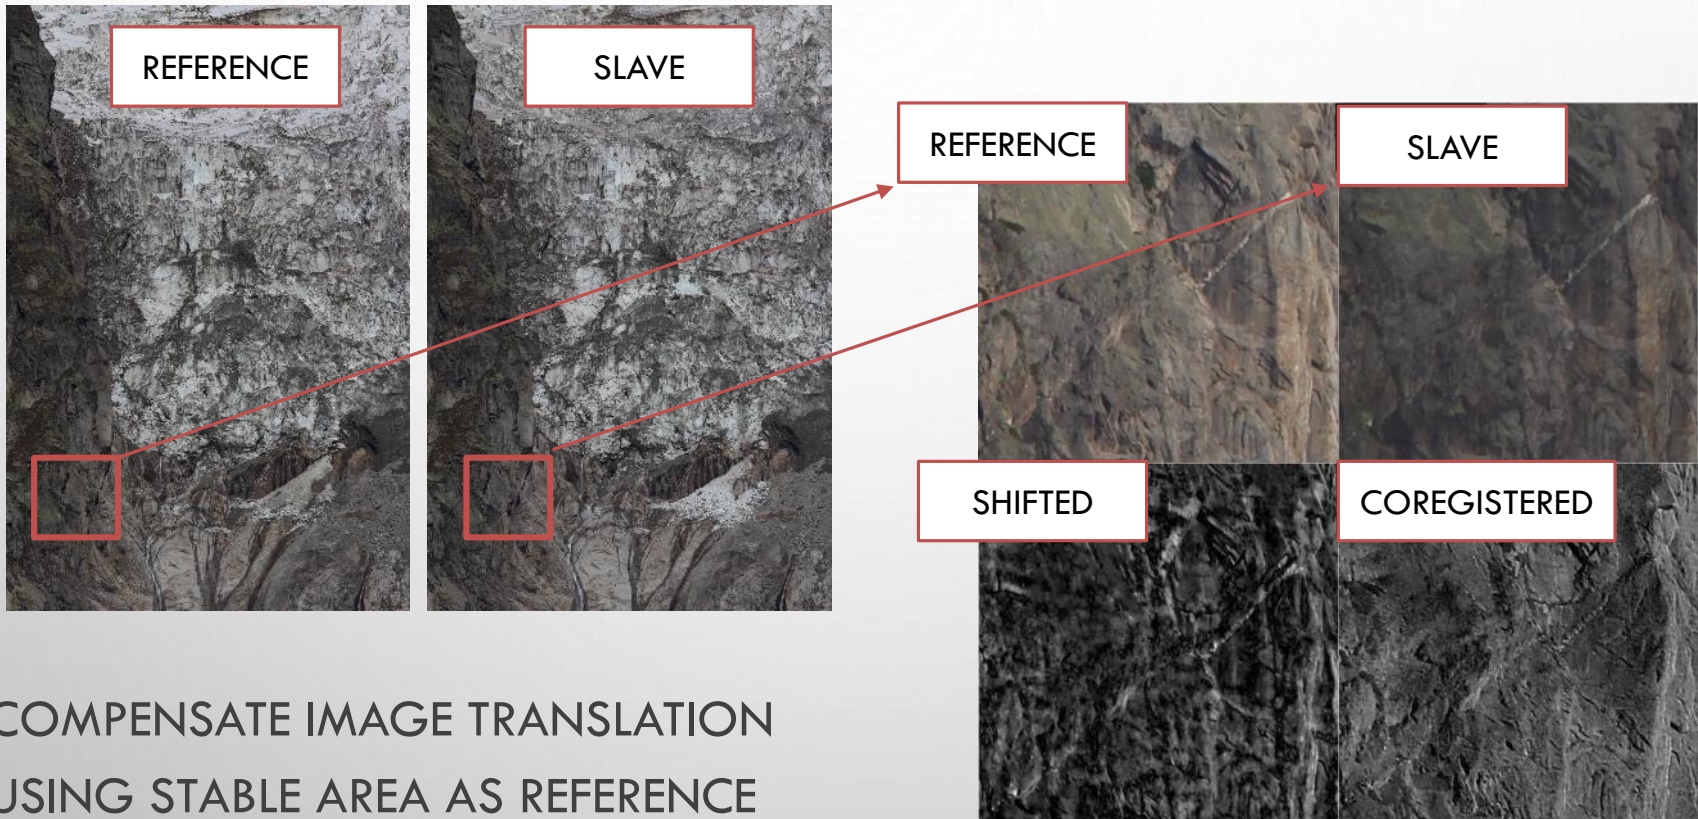 REFERENCE
SLAVE
REFERENCE
SLAVE
SHIFTED
COREGISTERED
COMPENSATE IMAGE TRANSLATION
USING STABLE AREA AS REFERENCE